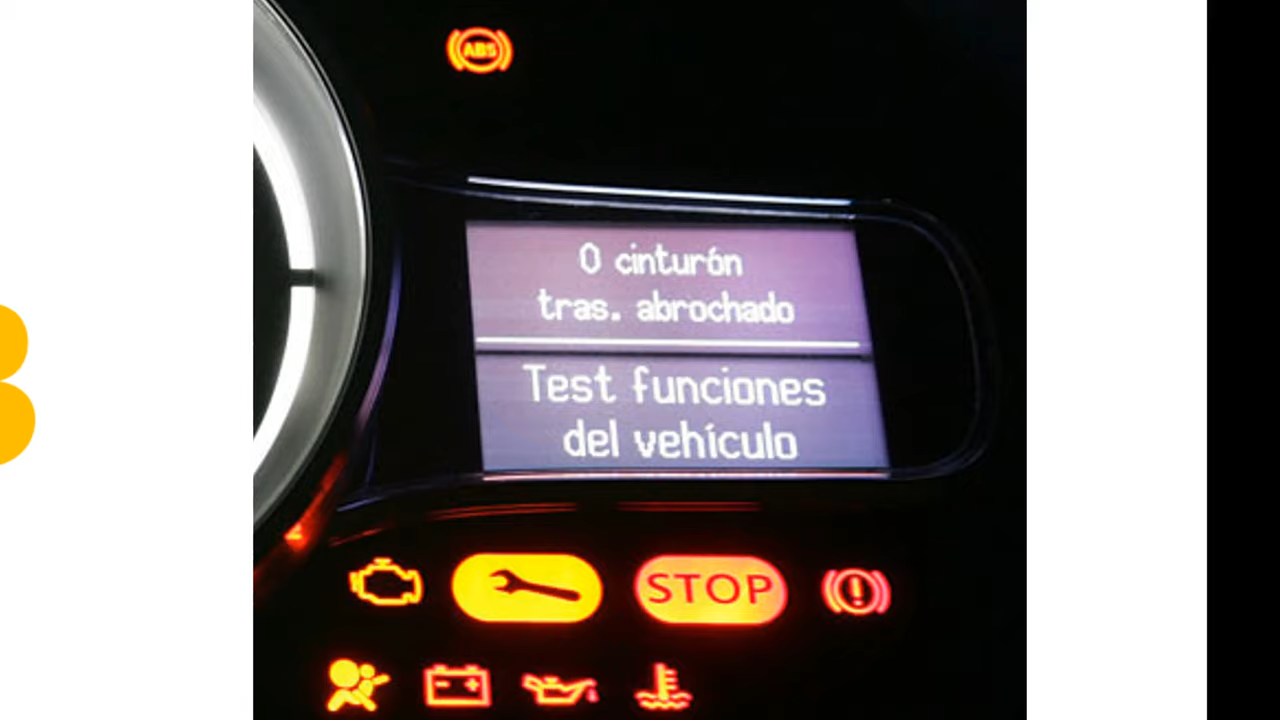 ABS
0 cinturón
tras. abrochado
Test funciones
del vehículo
STOP